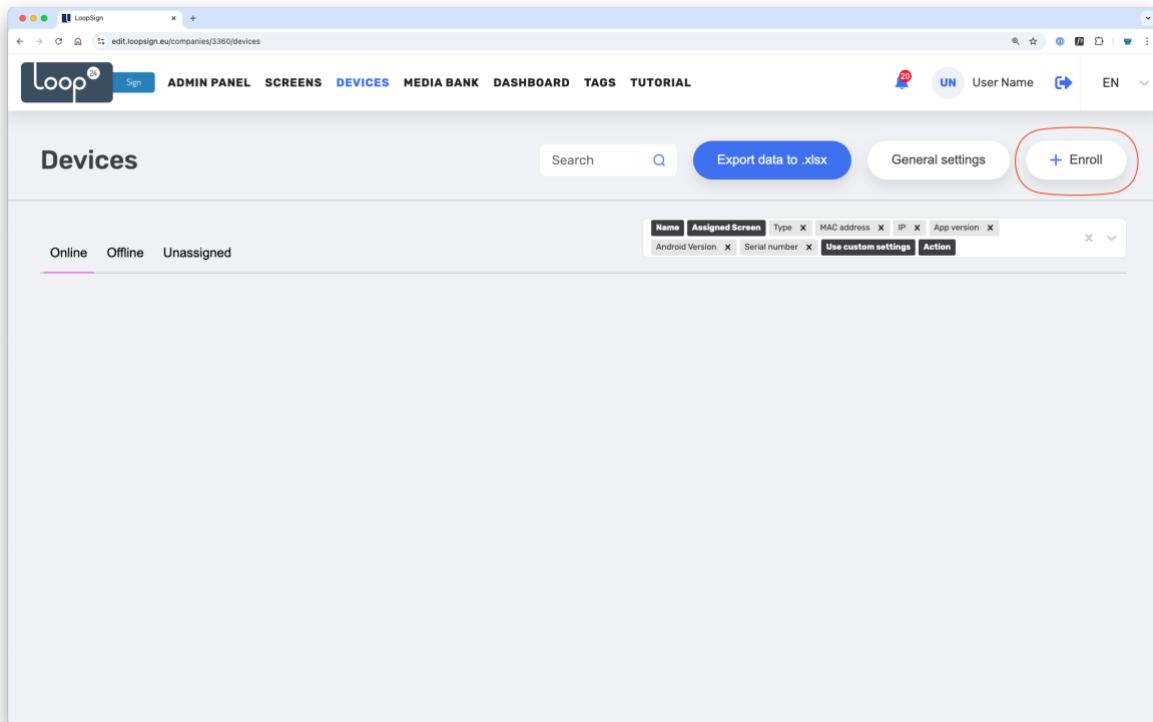 LoopSign
edit.loopsign.eu/companies/3360/devices
Loop 24 Sign ADMIN PANEL SCREENS DEVICES MEDIA BANK DASHBOARD TAGS TUTORIAL 20 UN User Name EN
Devices Search Export data to .xlsx General settings + Enroll
Name Assigned Screen Type X MAC address X IP X App version X
Android Version X Serial number X Use custom settings Action
Online Offline Unassigned